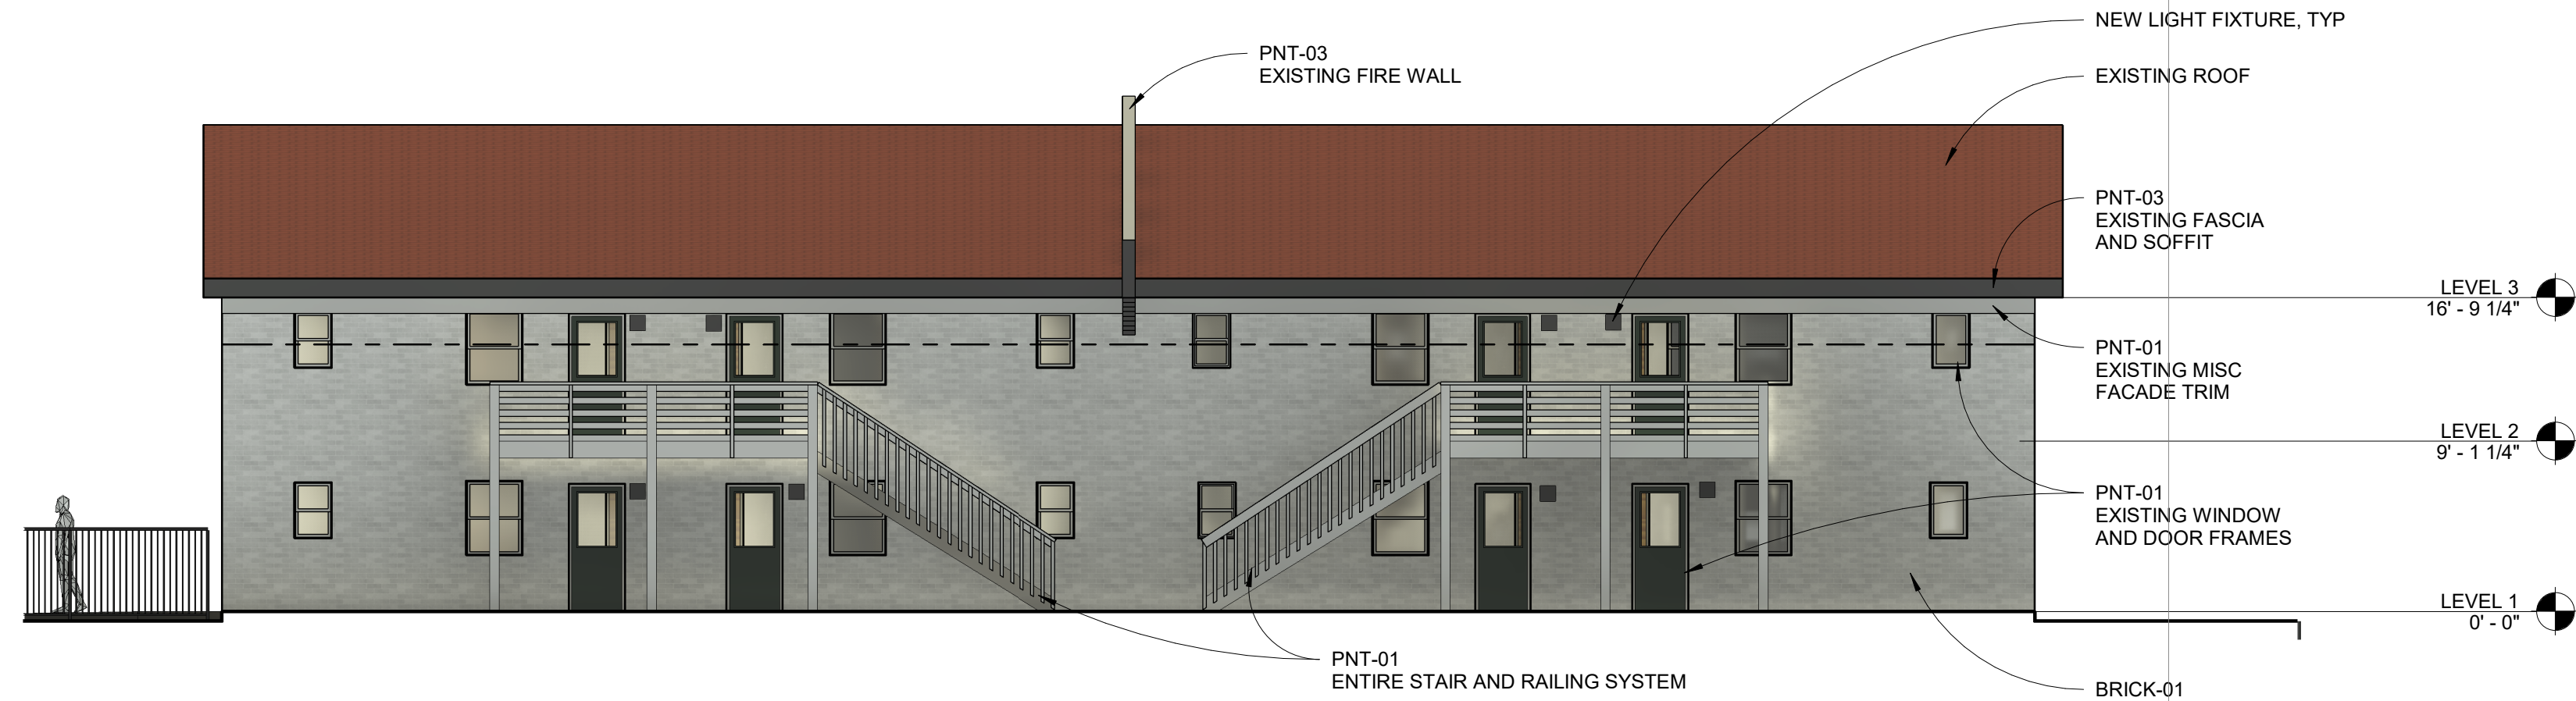 NEW LIGHT FIXTURE, TYP
PNT-03
EXISTING FIRE WALL
EXISTING ROOF
PNT-03
EXISTING FASCIA
AND SOFFIT
LEVEL 3
16' - 9 1/4"
PNT-01
EXISTING MISC
FACADE TRIM
LEVEL 2
9' - 1 1/4"
PNT-01
EXISTING WINDOW
AND DOOR FRAMES
LEVEL 1
0' - 0"
PNT-01
ENTIRE STAIR AND RAILING SYSTEM
BRICK-01